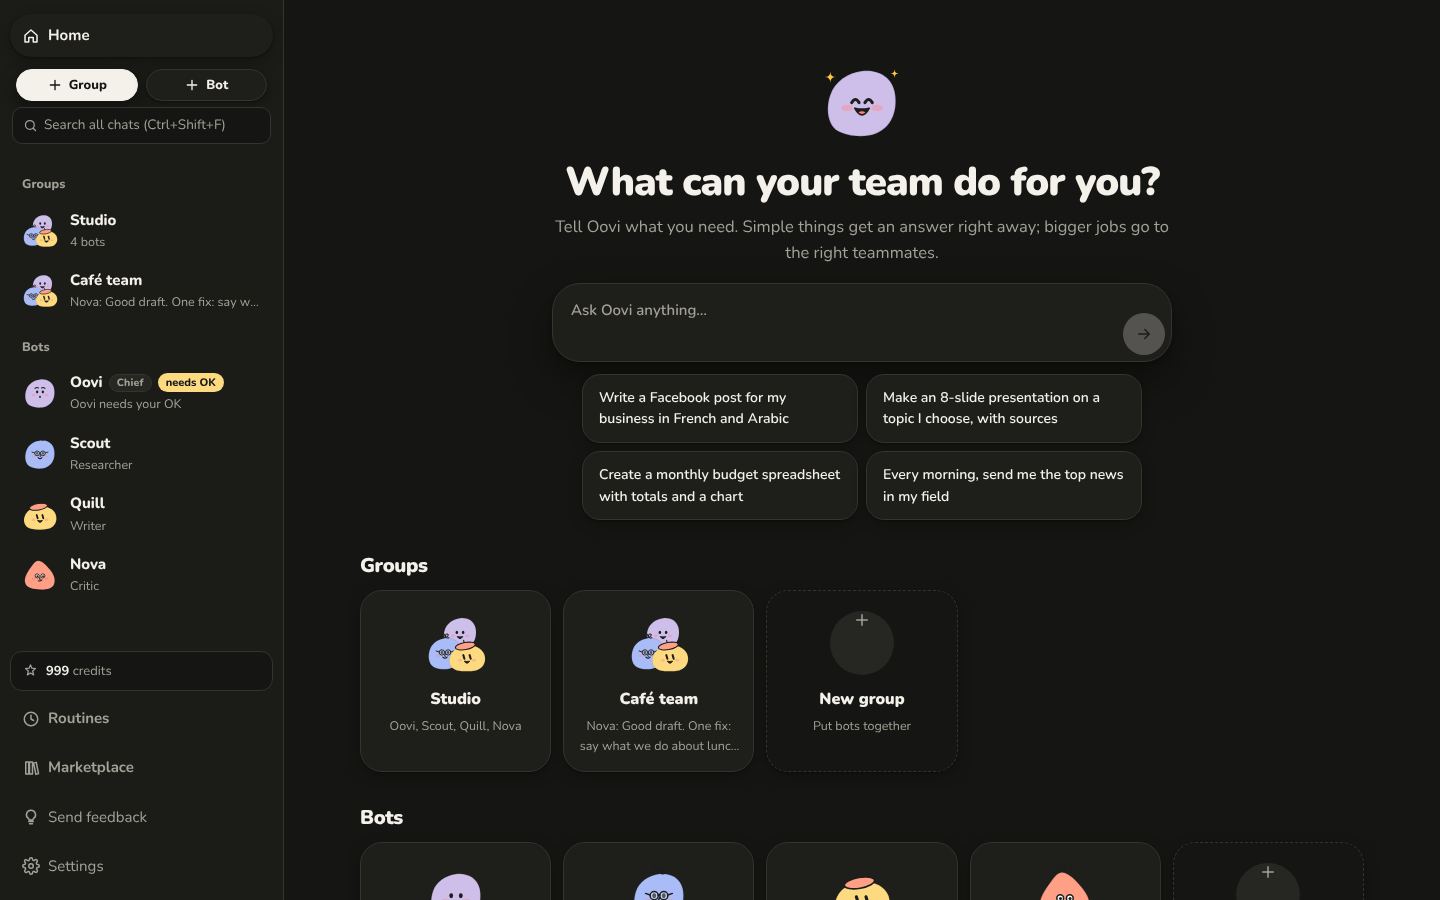 Home
Group
Bot
Search all chats (Ctrl+Shift+F)
Groups
Studio
4 bots
Café team
Nova: Good draft. One fix: say w...
Bots
Oovi Chief needs OK
Oovi needs your OK
Scout
Researcher
Quill
Writer
Nova
Critic
999 credits
Routines
Marketplace
Send feedback
Settings
What can your team do for you?
Tell Oovi what you need. Simple things get an answer right away; bigger jobs go to
the right teammates.
Ask Oovi anything...
Write a Facebook post for my
business in French and Arabic
Make an 8-slide presentation on a
topic I choose, with sources
Create a monthly budget spreadsheet
with totals and a chart
Every morning, send me the top news
in my field
Groups
Studio
Oovi, Scout, Quill, Nova
Café team
Nova: Good draft. One fix:
say what we do about lunc...
New group
Put bots together
Bots